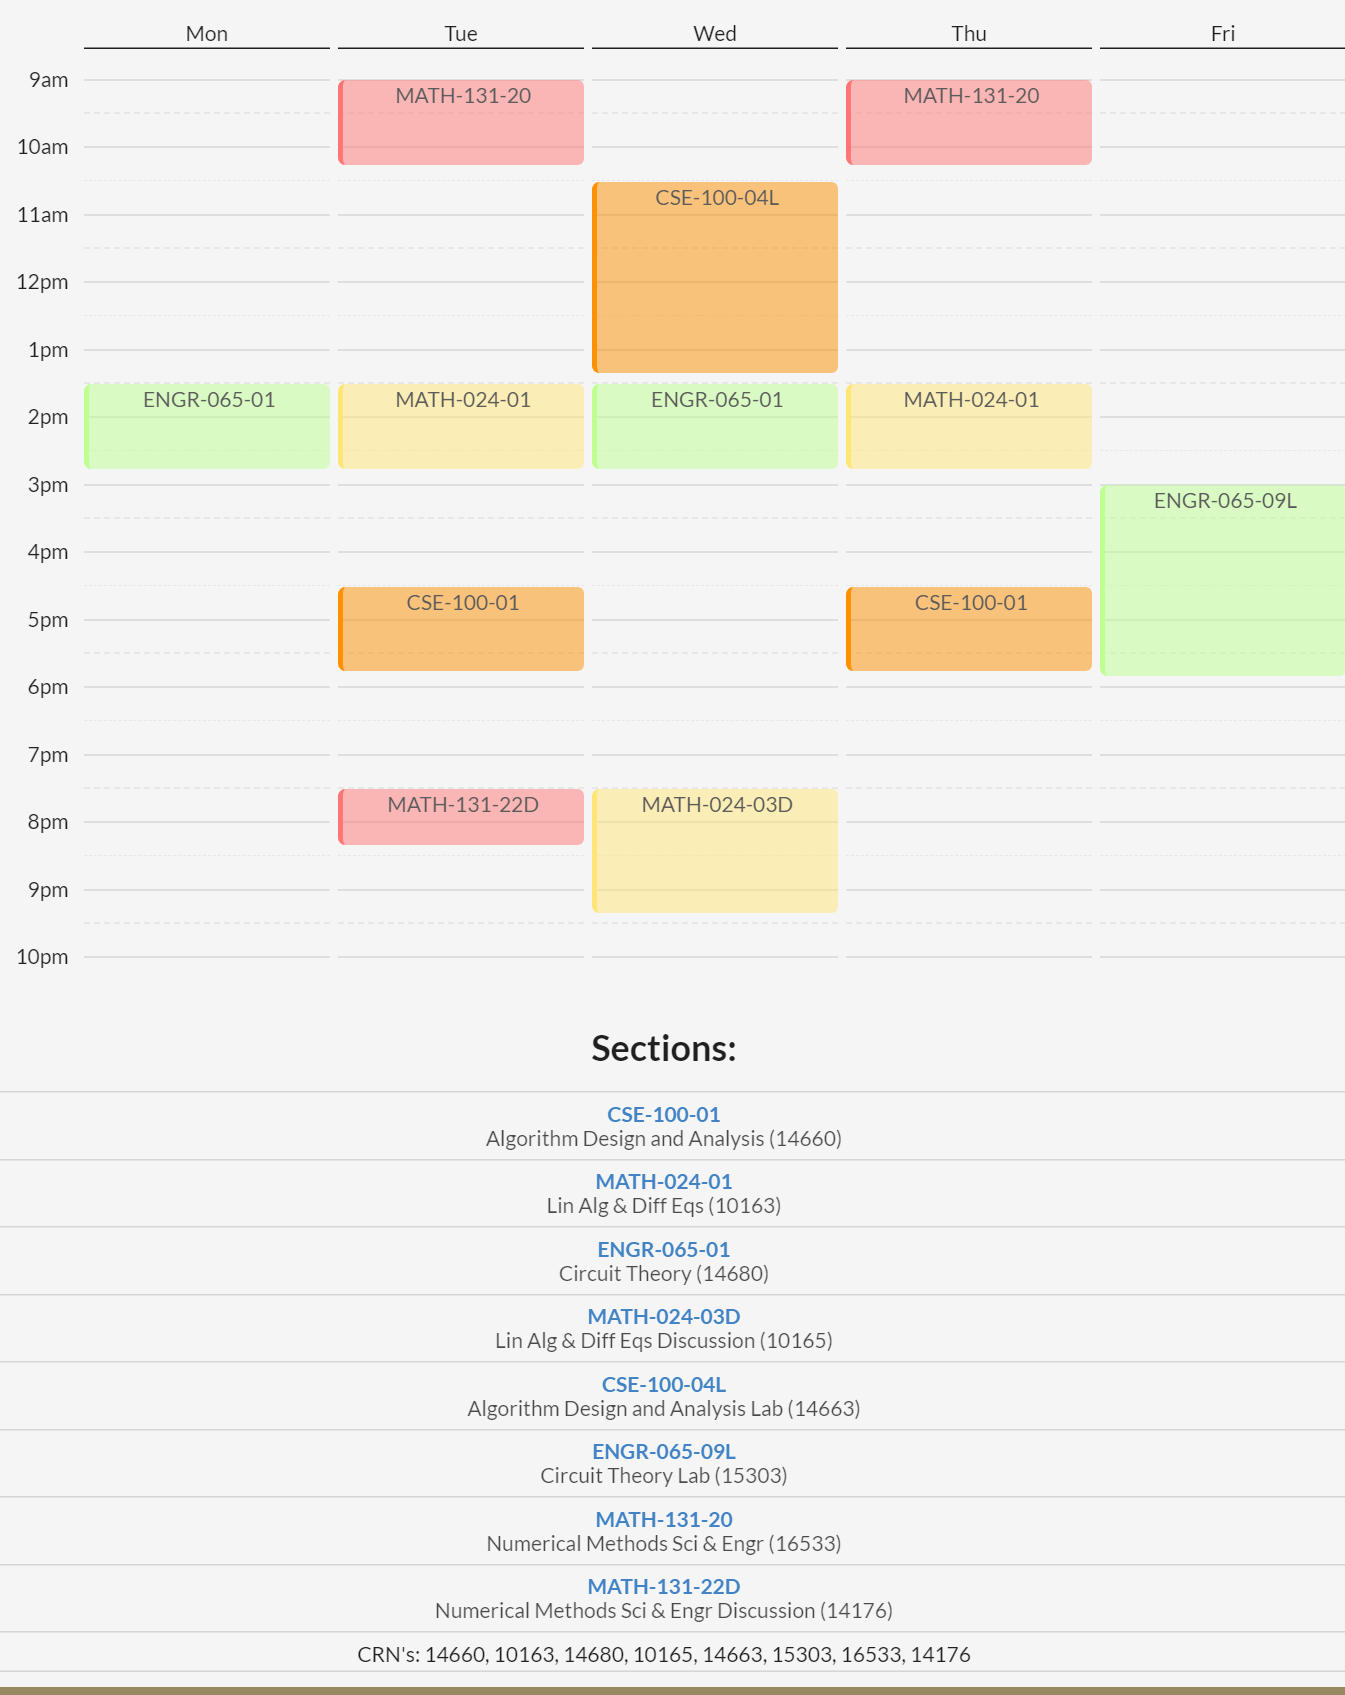 Mon Tue Wed Thu Fri
9am
MATH-131-20 MATH-131-20
10am
CSE-100-04L
11am
12pm
1pm
ENGR-065-01 MATH-024-01 ENGR-065-01 MATH-024-01
2pm
3pm
ENGR-065-09L
4pm
CSE-100-01 CSE-100-01
5pm
6pm
7pm
MATH-131-22D MATH-024-03D
8pm
9pm
10pm
Sections:
CSE-100-01
Algorithm Design and Analysis (14660)
MATH-024-01
Lin Alg & Diff Eqs (10163)
ENGR-065-01
Circuit Theory (14680)
MATH-024-03D
Lin Alg & Diff Eqs Discussion (10165)
CSE-100-04L
Algorithm Design and Analysis Lab (14663)
ENGR-065-09L
Circuit Theory Lab (15303)
MATH-131-20
Numerical Methods Sci & Engr (16533)
MATH-131-22D
Numerical Methods Sci & Engr Discussion (14176)
CRN's: 14660, 10163, 14680, 10165, 14663, 15303, 16533, 14176